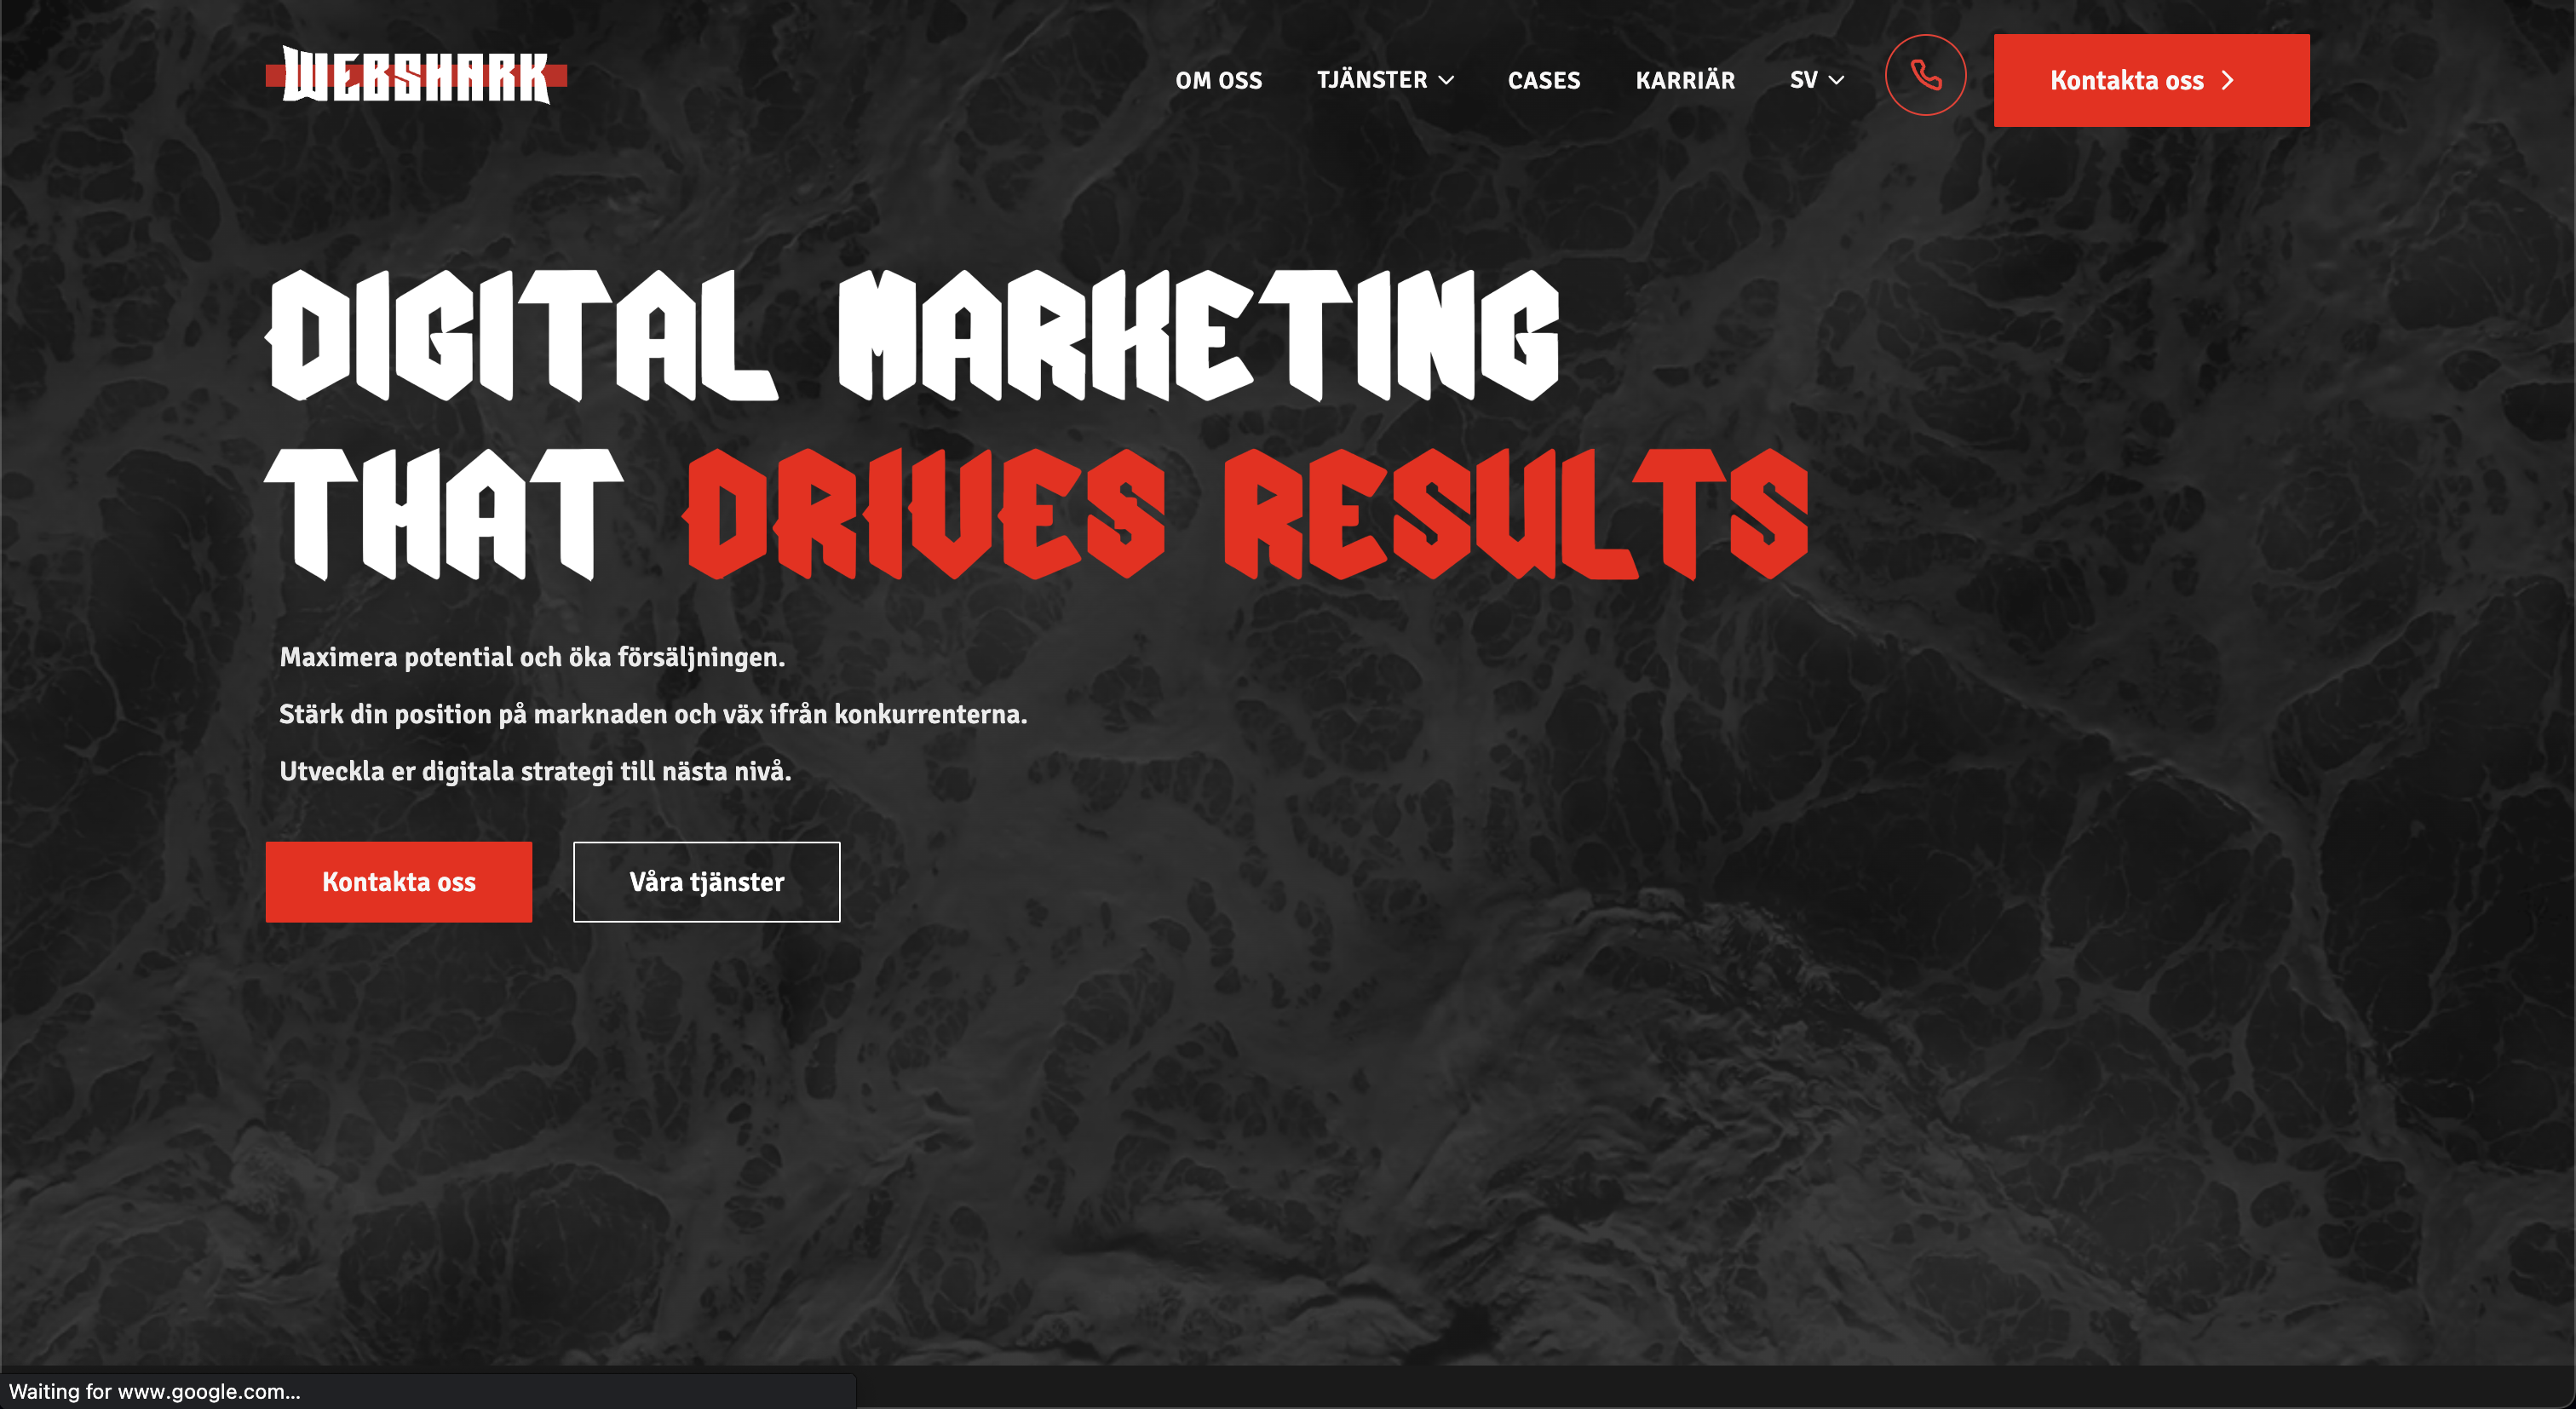 WEBSHARK
OM OSS TJÄNSTER CASES KARRIÄR SV Kontakta oss
DIGITAL MARKETING
THAT DRIVES RESULTS
Maximera potential och öka försäljningen.
Stärk din position på marknaden och väx ifrån konkurrenterna.
Utveckla er digitala strategi till nästa nivå.
Kontakta oss Våra tjänster
Waiting for www.google.com...